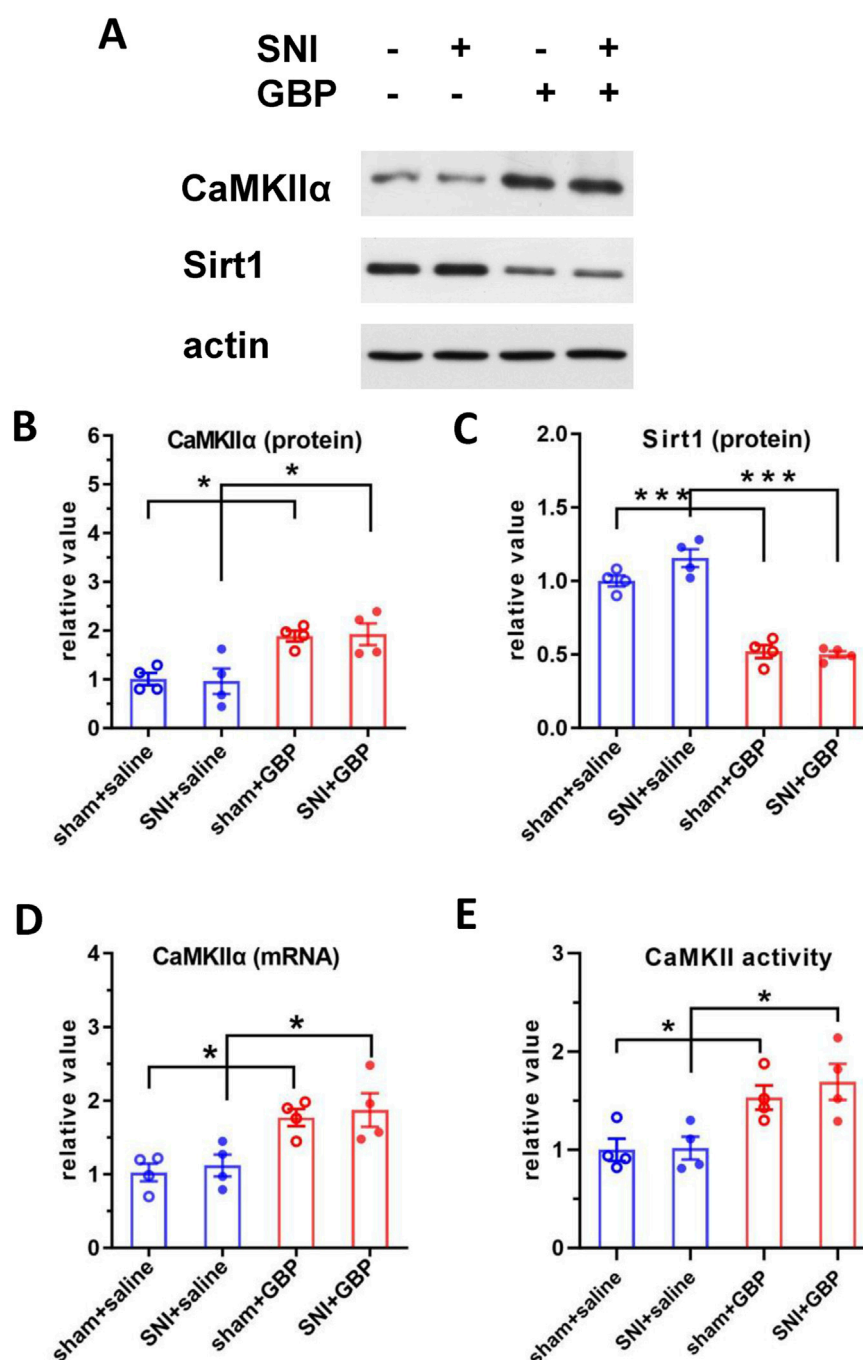 A
SNI - + - +
GBP - - + +
CaMKIIα
Sirt1
actin
B
CaMKIIα (protein)
relative value
6
5
4
3
2
1
0
* *
sham+saline
SNI+saline
sham+GBP
SNI+GBP
C
Sirt1 (protein)
relative value
2.0
1.5
1.0
0.5
0.0
*** ***
sham+saline
SNI+saline
sham+GBP
SNI+GBP
D
CaMKIIα (mRNA)
relative value
4
3
2
1
0
* *
sham+saline
SNI+saline
sham+GBP
SNI+GBP
E
CaMKII activity
relative value
3
2
1
0
* *
sham+saline
SNI+saline
sham+GBP
SNI+GBP